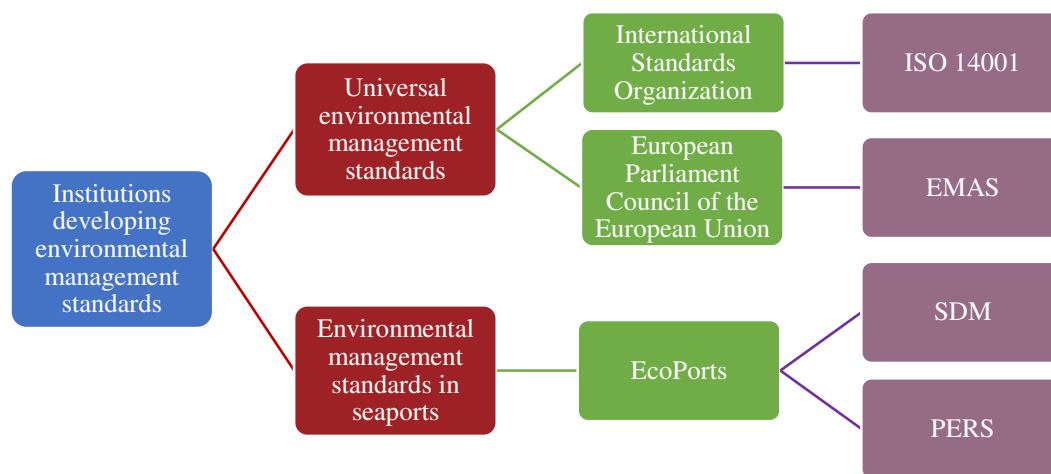 Institutions
developing
environmental
management
standards
Universal
environmental
management
standards
International
Standards
Organization
ISO 14001
European
Parliament
Council of the
European Union
EMAS
Environmental
management
standards in
seaports
EcoPorts
SDM
PERS